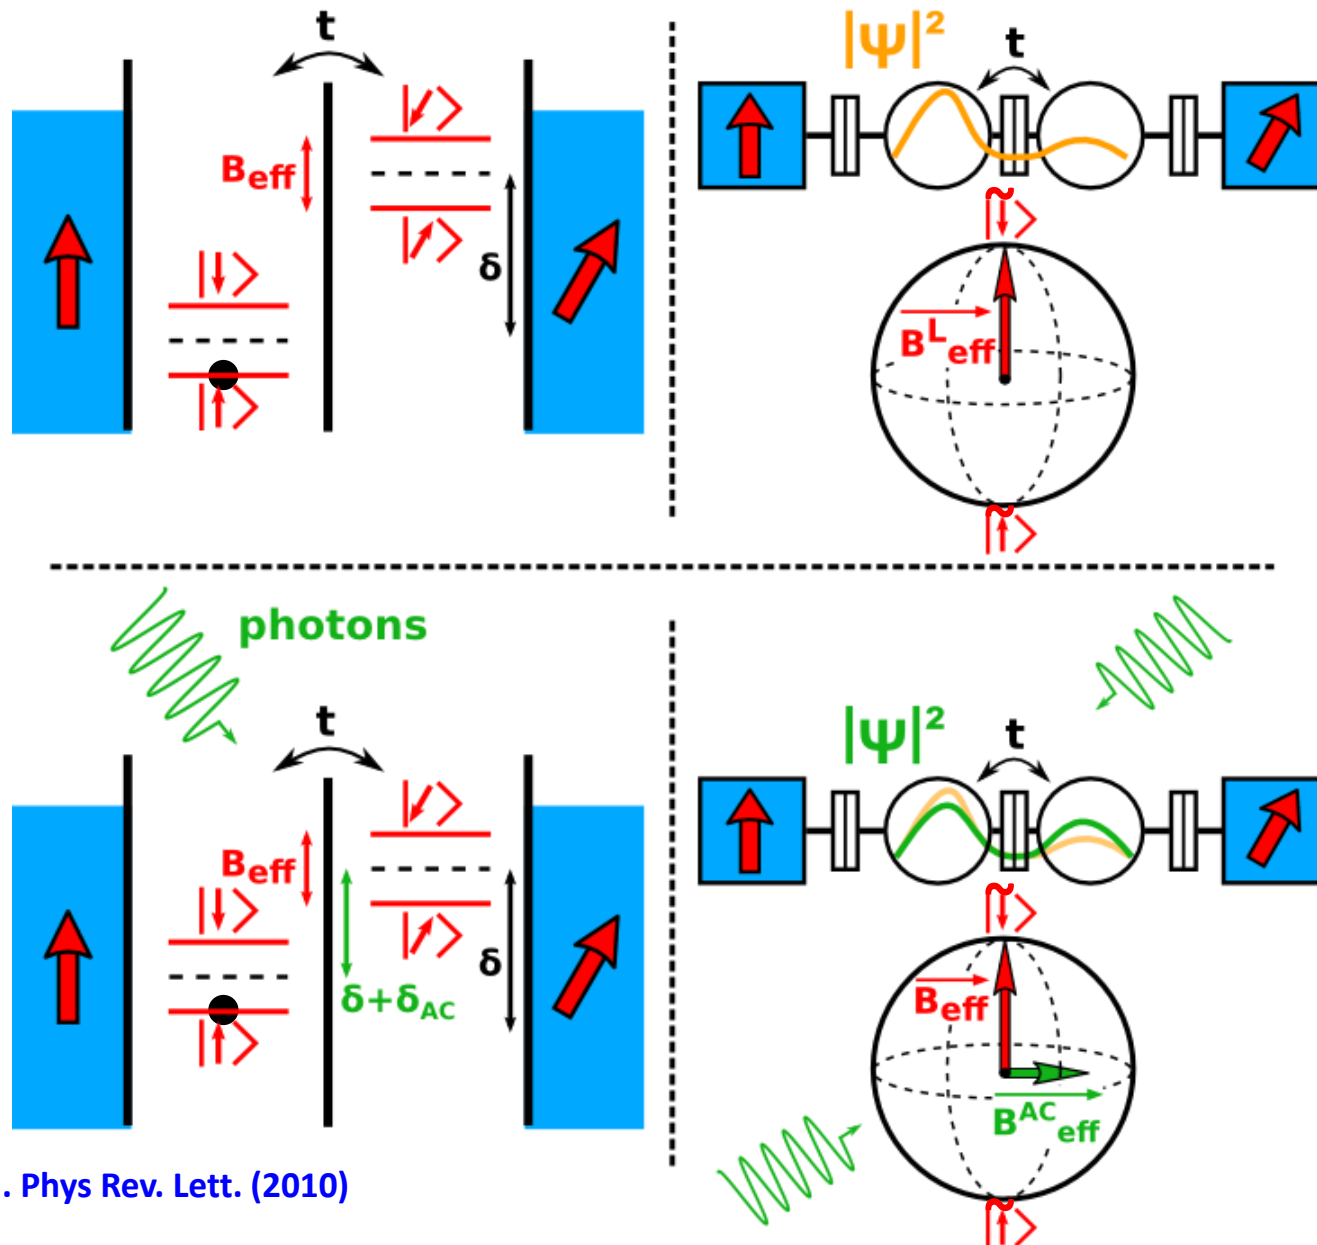 t
|↙⟩
B_eff
|↗⟩
δ
|↓⟩
|↑⟩
|Ψ|²
t
|↓̃⟩
B^L_eff
|↑̃⟩
photons
t
|↙⟩
B_eff
|↗⟩
δ
|↓⟩
δ+δ_AC
|↑⟩
|Ψ|²
t
|↓̃⟩
B_eff
B^AC_eff
|↑̃⟩
. Phys Rev. Lett. (2010)